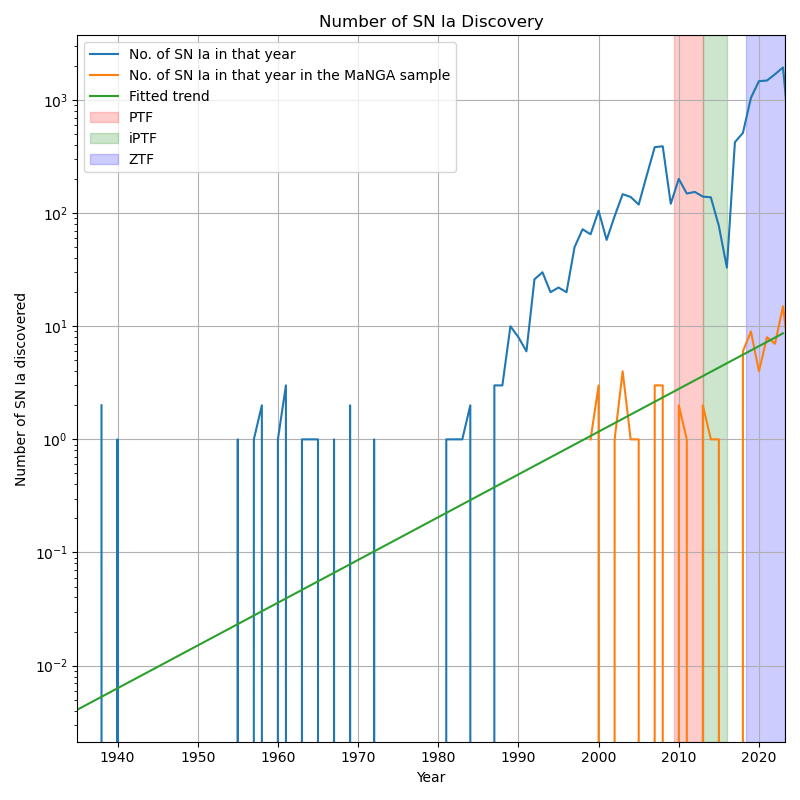 Number of SN Ia Discovery
No. of SN Ia in that year
No. of SN Ia in that year in the MaNGA sample
Fitted trend
PTF
iPTF
ZTF
Number of SN Ia discovered
10³
10²
10¹
10⁰
10⁻¹
10⁻²
1940 1950 1960 1970 1980 1990 2000 2010 2020
Year